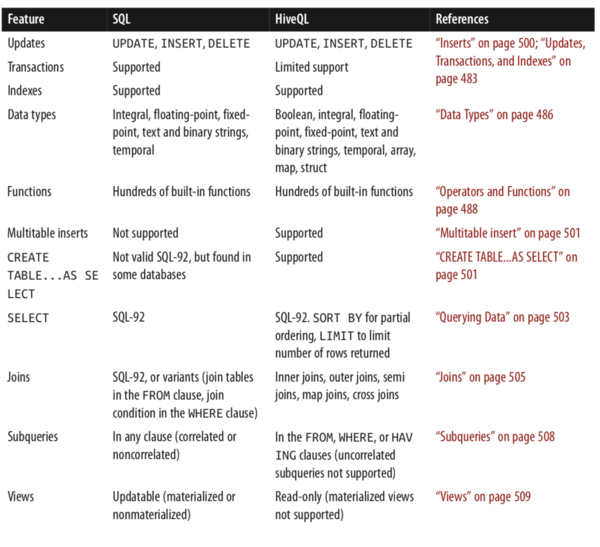 Feature SQL HiveQL References
Updates UPDATE, INSERT, DELETE UPDATE, INSERT, DELETE “Inserts” on page 500; “Updates,
Transactions Supported Limited support Transactions, and Indexes” on
page 483
Indexes Supported Supported
Data types Integral, floating-point, fixed- Boolean, integral, floating- “Data Types” on page 486
point, text and binary strings, point, fixed-point, text and
temporal binary strings, temporal, array,
map, struct
Functions Hundreds of built-in functions Hundreds of built-in functions “Operators and Functions” on
page 488
Multitable inserts Not supported Supported “Multitable insert” on page 501
CREATE Not valid SQL-92, but found in Supported “CREATE TABLE...AS SELECT” on
TABLE...AS SE some databases page 501
LECT
SELECT SQL-92 SQL-92. SORT BY for partial “Querying Data” on page 503
ordering, LIMIT to limit
number of rows returned
Joins SQL-92, or variants (join tables Inner joins, outer joins, semi “Joins” on page 505
in the FROM clause, join joins, map joins, cross joins
condition in the WHERE clause)
Subqueries In any clause (correlated or In the FROM, WHERE, or HAV “Subqueries” on page 508
noncorrelated) ING clauses (uncorrelated
subqueries not supported)
Views Updatable (materialized or Read-only (materialized views “Views” on page 509
nonmaterialized) not supported)